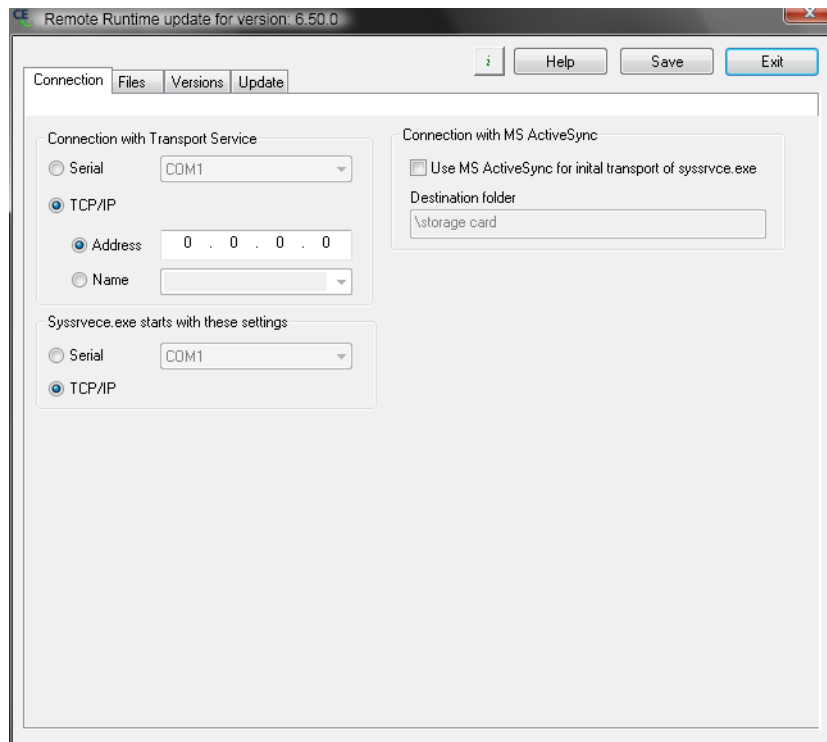 CE Remote Runtime update for version: 6.50.0
i Help Save Exit
Connection Files Versions Update
Connection with Transport Service
Serial COM1
TCP/IP
Address 0 . 0 . 0 . 0
Name
Syssrvece.exe starts with these settings
Serial COM1
TCP/IP
Connection with MS ActiveSync
Use MS ActiveSync for inital transport of syssrvce.exe
Destination folder
\storage card